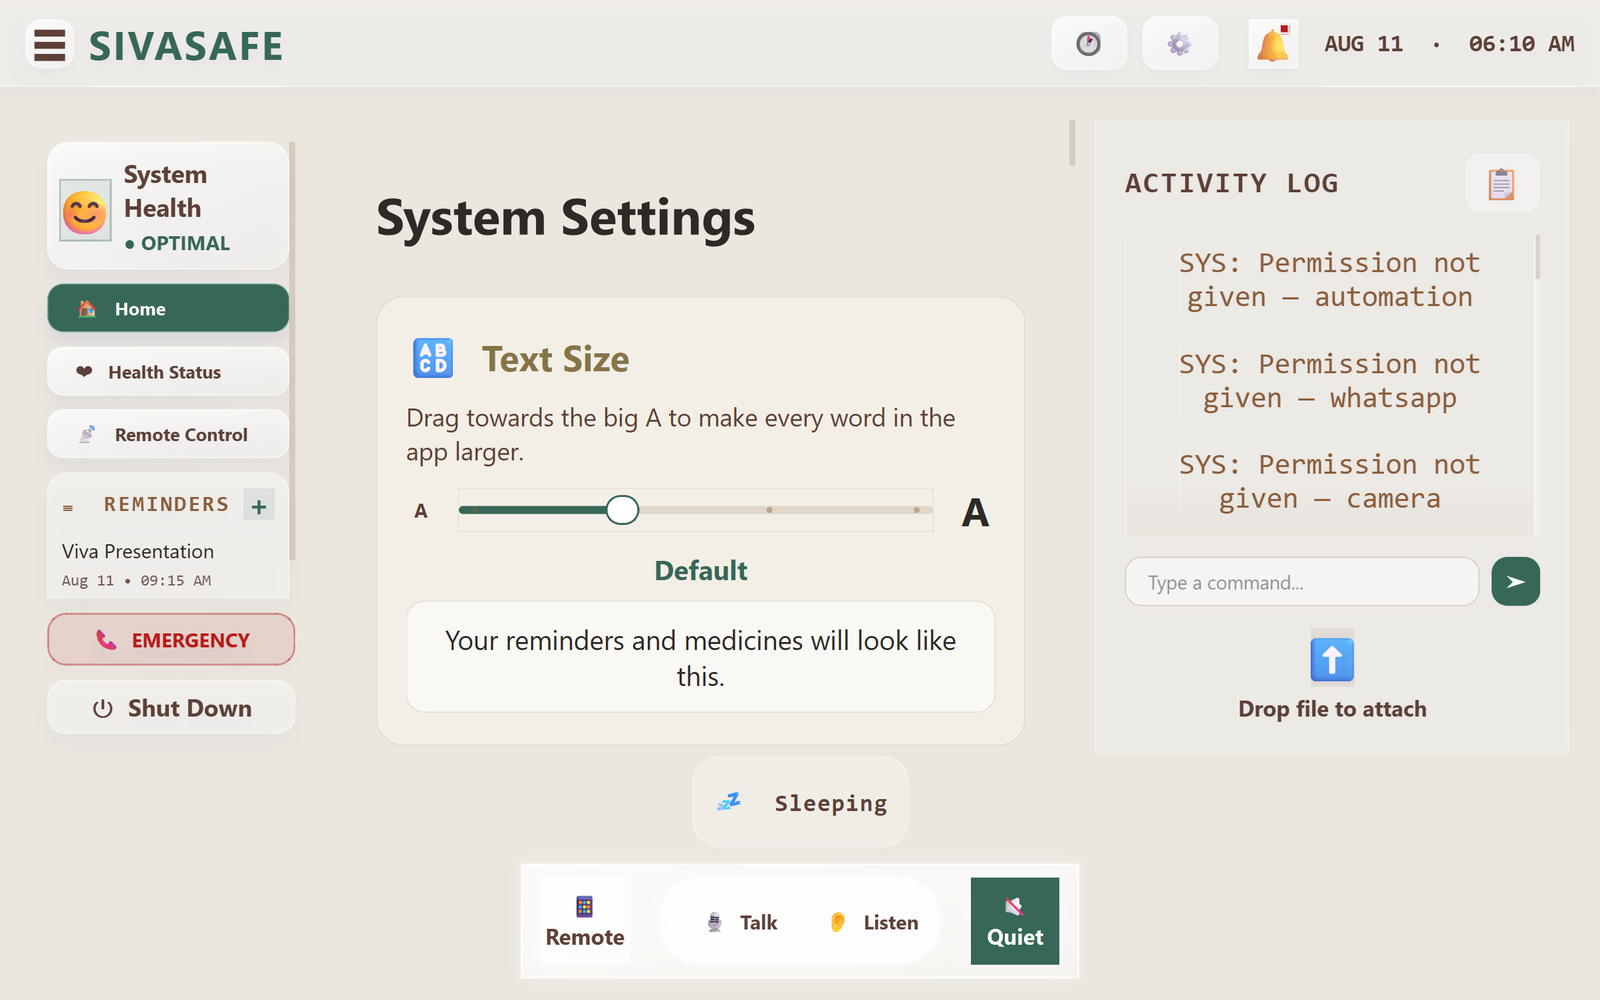 SIVASAFE
AUG 11 • 06:10 AM
System
Health
• OPTIMAL
Home
Health Status
Remote Control
≡ REMINDERS +
Viva Presentation
Aug 11 • 09:15 AM
EMERGENCY
Shut Down
System Settings
Text Size
Drag towards the big A to make every word in the
app larger.
A A
Default
Your reminders and medicines will look like
this.
Sleeping
Remote
Talk
Listen
Quiet
ACTIVITY LOG
SYS: Permission not
given — automation
SYS: Permission not
given — whatsapp
SYS: Permission not
given — camera
Type a command...
Drop file to attach